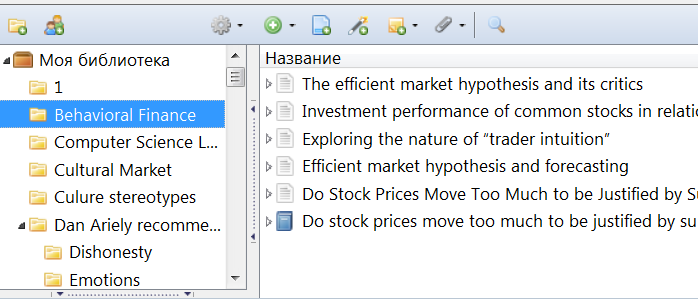 Моя библиотека
1
Behavioral Finance
Computer Science L...
Cultural Market
Culure stereotypes
Dan Ariely recomme...
Dishonesty
Emotions
Название
The efficient market hypothesis and its critics
Investment performance of common stocks in relati
Exploring the nature of “trader intuition”
Efficient market hypothesis and forecasting
Do Stock Prices Move Too Much to be Justified by Su
Do stock prices move too much to be justified by su